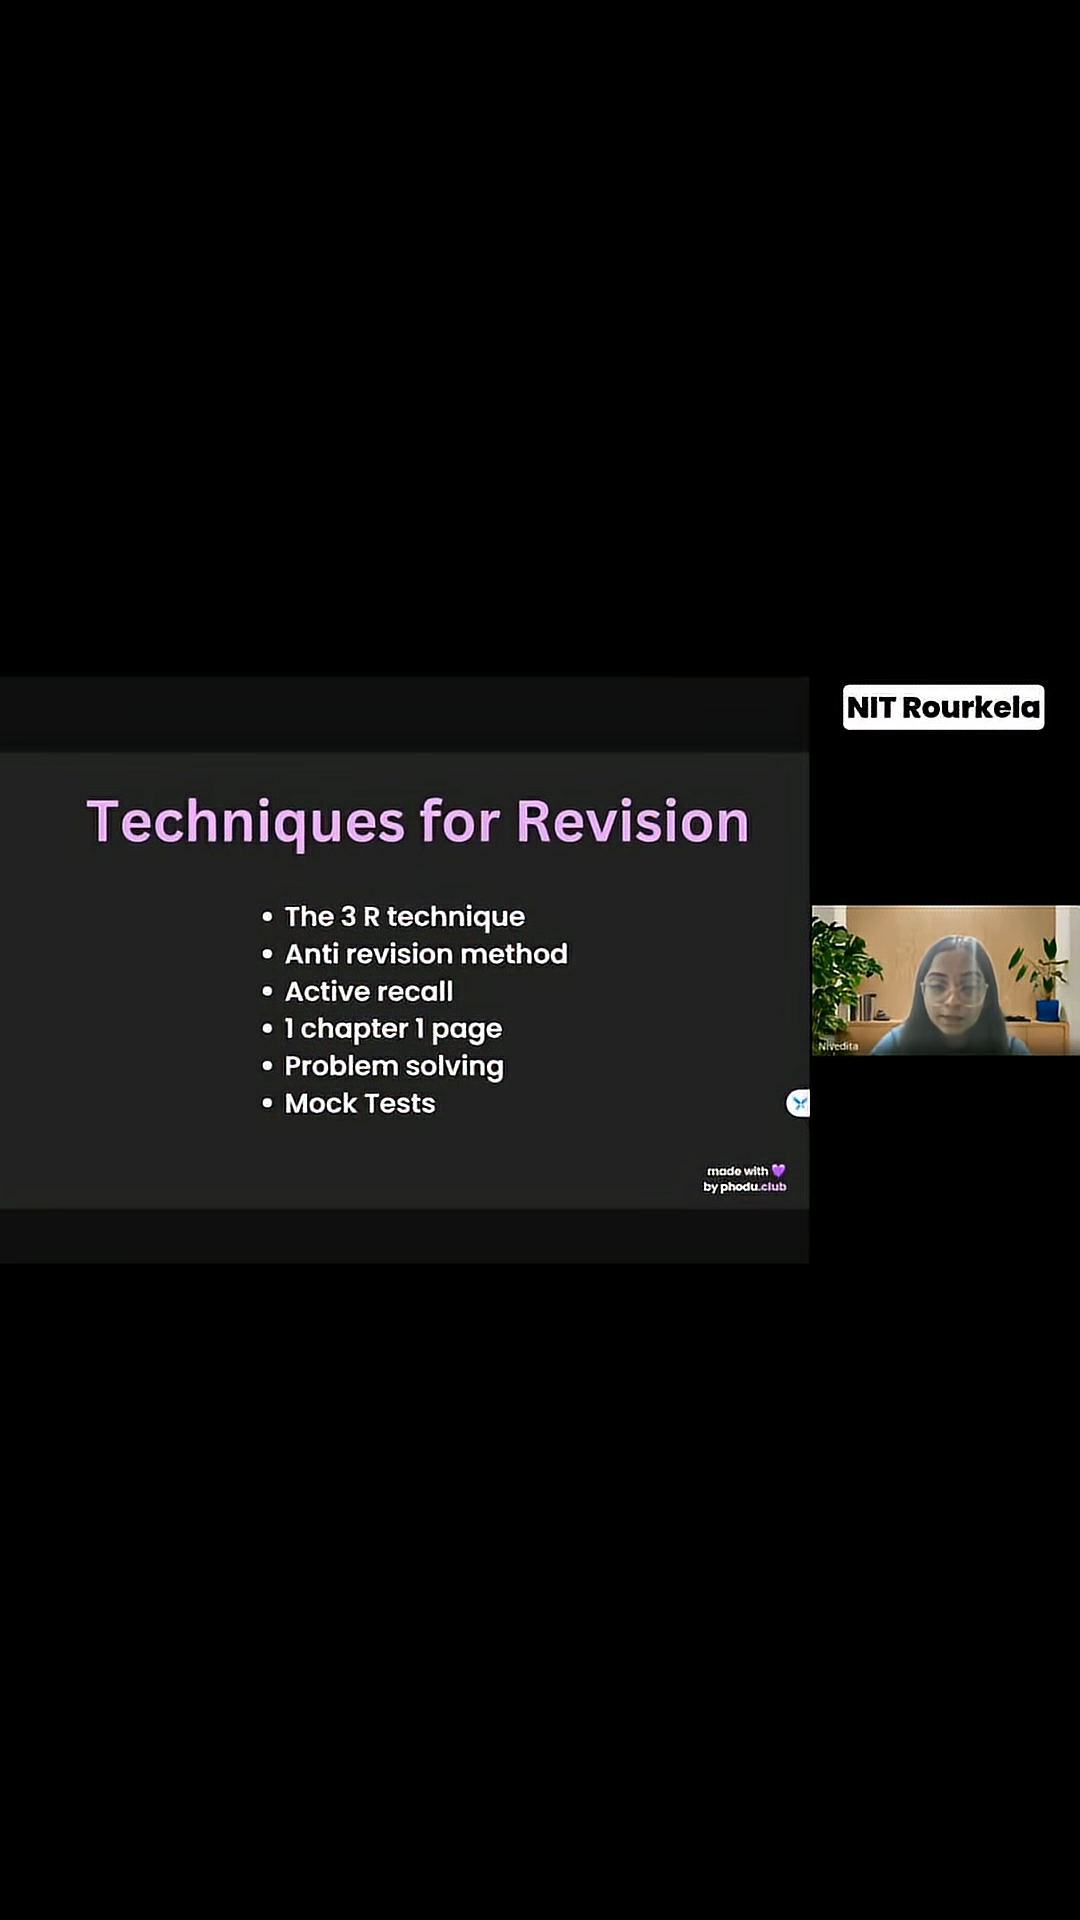 NIT Rourkela
Techniques for Revision
• The 3 R technique
• Anti revision method
• Active recall
• 1 chapter 1 page
• Problem solving
• Mock Tests
Nivedita
made with 💜
by phodu.club